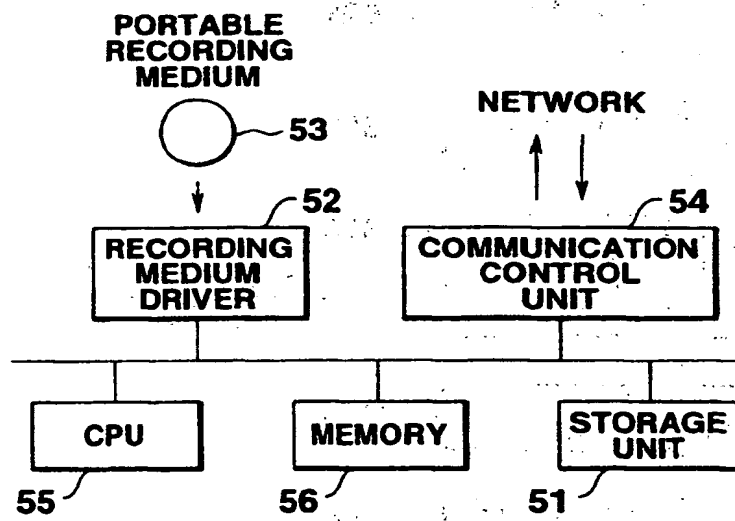 PORTABLE
RECORDING
MEDIUM
53
NETWORK
52
54
RECORDING
MEDIUM
DRIVER
COMMUNICATION
CONTROL
UNIT
CPU
MEMORY
STORAGE
UNIT
55
56
51